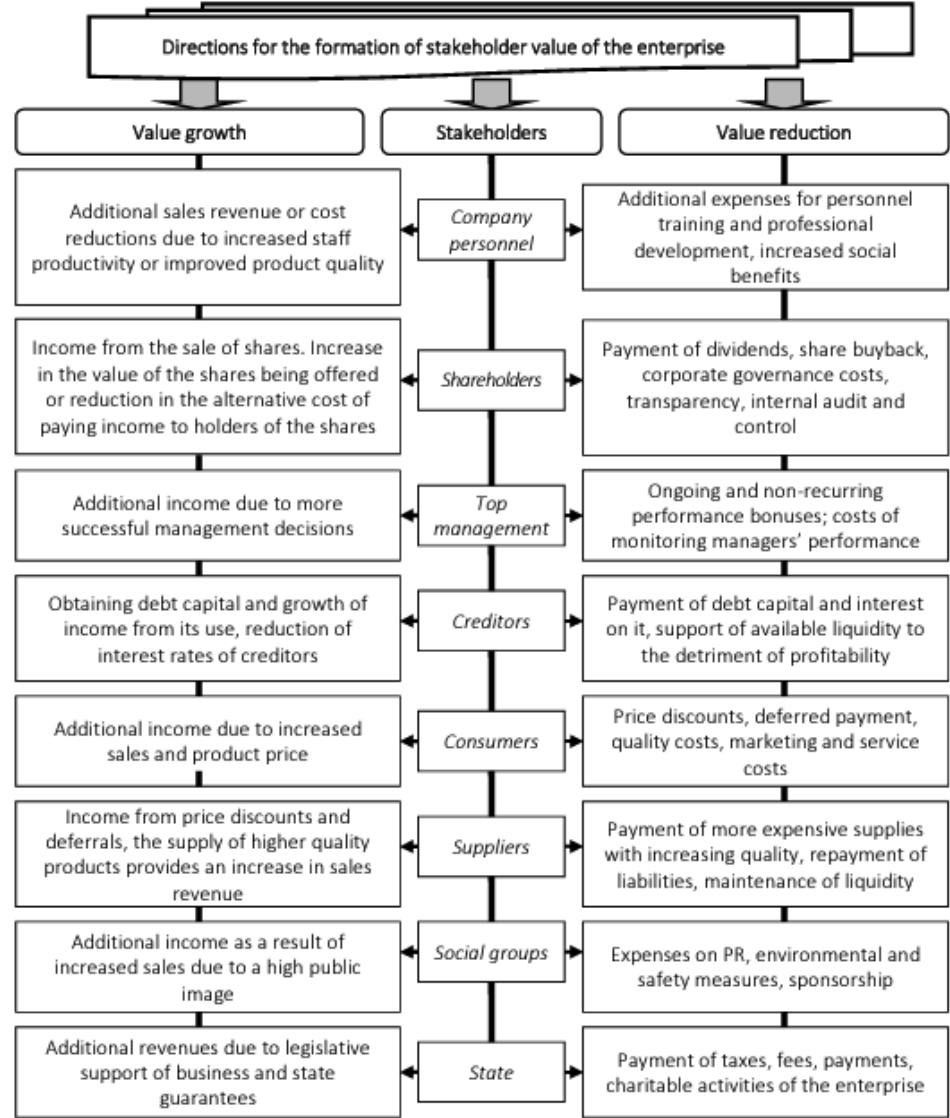 Directions for the formation of stakeholder value of the enterprise
Value growth
Stakeholders
Value reduction
Additional sales revenue or cost
reductions due to increased staff
productivity or improved product quality
Company
personnel
Additional expenses for personnel
training and professional
development, increased social
benefits
Income from the sale of shares. Increase
in the value of the shares being offered
or reduction in the alternative cost of
paying income to holders of the shares
Shareholders
Payment of dividends, share buyback,
corporate governance costs,
transparency, internal audit and
control
Additional income due to more
successful management decisions
Top
management
Ongoing and non-recurring
performance bonuses; costs of
monitoring managers’ performance
Obtaining debt capital and growth of
income from its use, reduction of
interest rates of creditors
Creditors
Payment of debt capital and interest
on it, support of available liquidity to
the detriment of profitability
Additional income due to increased
sales and product price
Consumers
Price discounts, deferred payment,
quality costs, marketing and service
costs
Income from price discounts and
deferrals, the supply of higher quality
products provides an increase in sales
revenue
Suppliers
Payment of more expensive supplies
with increasing quality, repayment of
liabilities, maintenance of liquidity
Additional income as a result of
increased sales due to a high public
image
Social groups
Expenses on PR, environmental and
safety measures, sponsorship
Additional revenues due to legislative
support of business and state
guarantees
State
Payment of taxes, fees, payments,
charitable activities of the enterprise